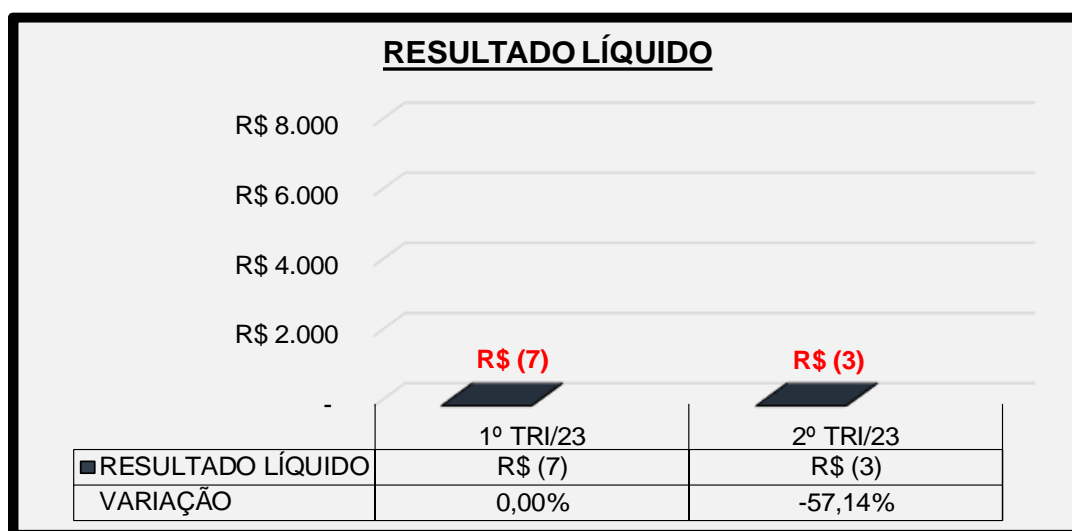 RESULTADO LÍQUIDO
R$ 8.000
R$ 6.000
R$ 4.000
R$ 2.000
-
R$ (7) R$ (3)
1º TRI/23 2º TRI/23
RESULTADO LÍQUIDO R$ (7) R$ (3)
VARIAÇÃO 0,00% -57,14%